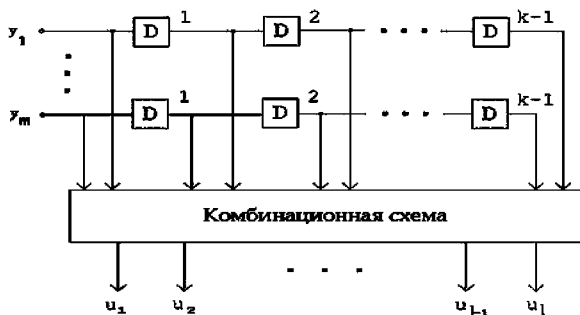 y₁ D 1 D 2 . . . D k-1
yₘ D 1 D 2 . . . D k-1
Комбинационная схема
u₁ u₂ . . . uₗ₋₁ uₗ